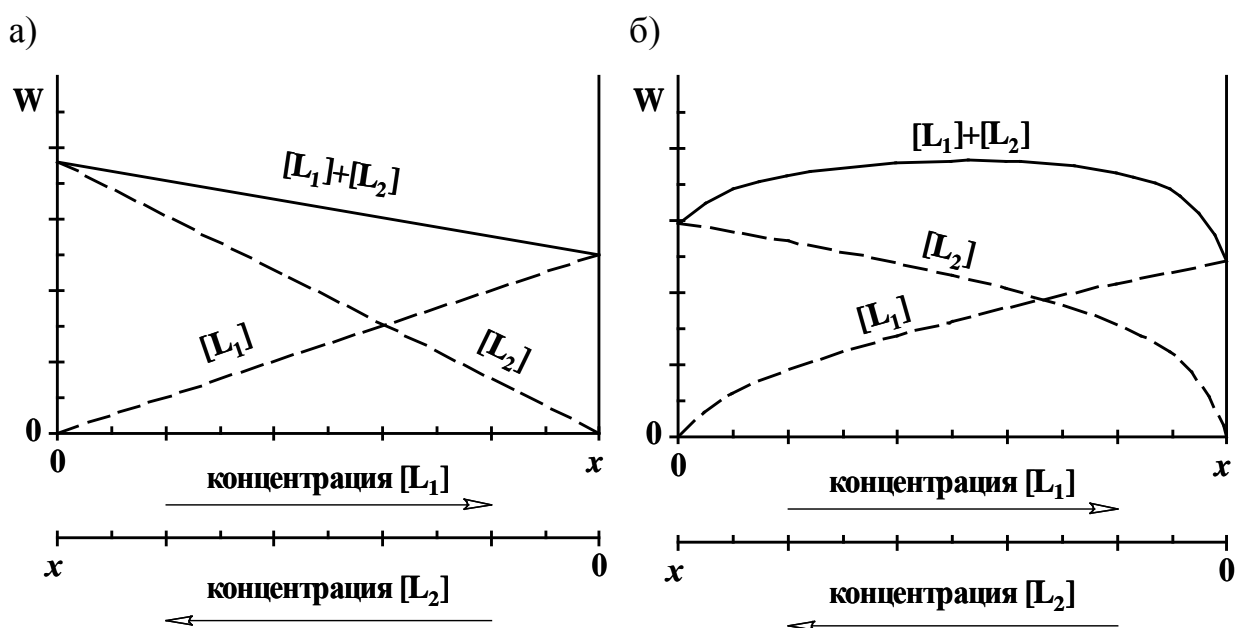 а)
W
[L₁]+[L₂]
[L₁]
[L₂]
0
0
x
концентрация [L₁]
x
0
концентрация [L₂]
б)
W
[L₁]+[L₂]
[L₂]
[L₁]
0
0
x
концентрация [L₁]
x
0
концентрация [L₂]